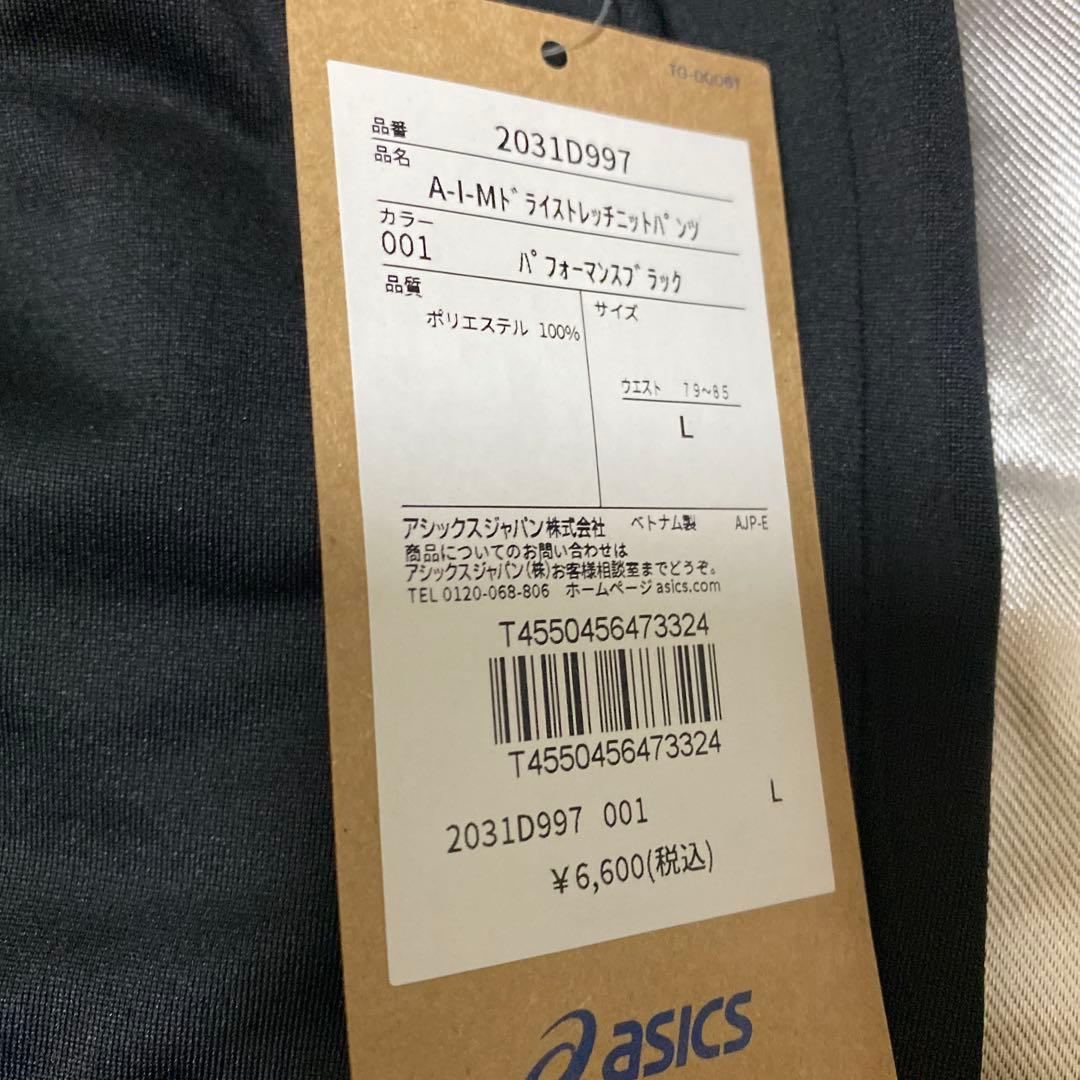 TG-00061
品番 2031D997
品名
A-I-Mﾄﾞﾗｲｽﾄﾚｯﾁﾆｯﾄﾊﾟﾝﾂ
カラー
001 ﾊﾟﾌｫｰﾏﾝｽﾌﾞﾗｯｸ
品質
サイズ
ポリエステル 100%
ｳｴｽﾄ 79~85
L
アシックスジャパン株式会社 ベトナム製 AJP-E
商品についてのお問い合わせは
アシックスジャパン(株)お客様相談室までどうぞ。
TEL 0120-068-806 ホームページ asics.com
T4550456473324
T4550456473324
2031D997 001 L
¥6,600(税込)
asics